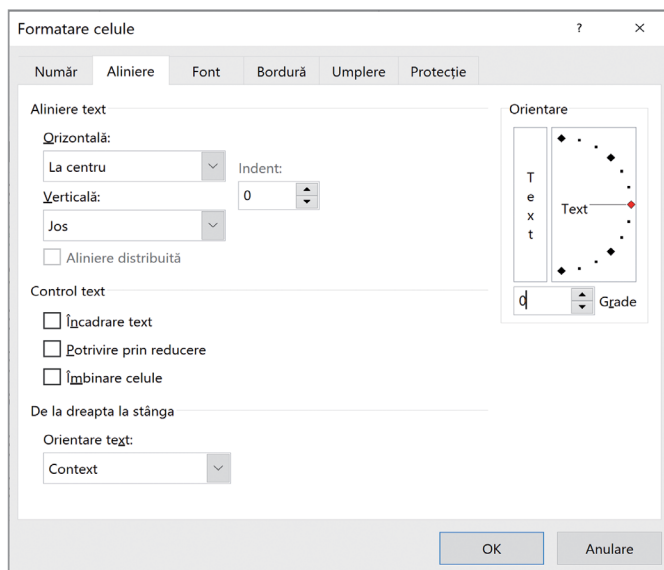 Formatare celule ? ×
Număr Aliniere Font Bordură Umplere Protecție
Aliniere text
Orizontală:
La centru
Indent:
0
Verticală:
Jos
Aliniere distribuită
Control text
Încadrare text
Potrivire prin reducere
Îmbinare celule
De la dreapta la stânga
Orientare text:
Context
Orientare
Text
Text
0 Grade
OK Anulare